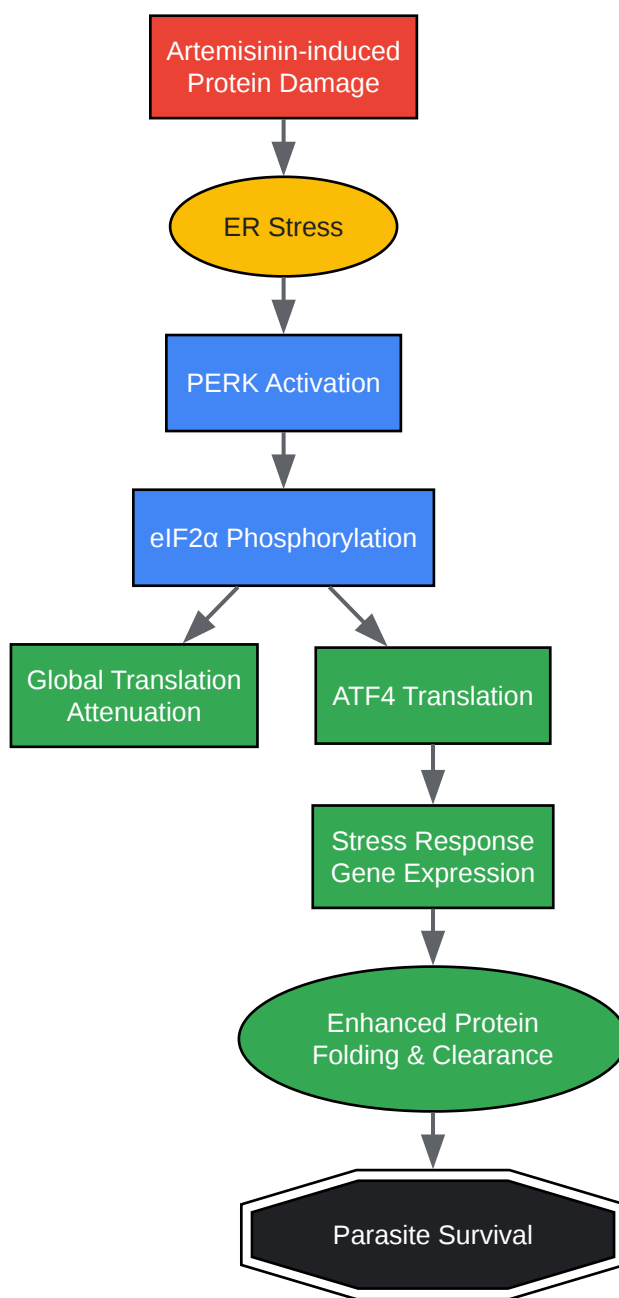 Artemisinin-induced
Protein Damage
ER Stress
PERK Activation
eIF2α Phosphorylation
Global Translation
Attenuation
ATF4 Translation
Stress Response
Gene Expression
Enhanced Protein
Folding & Clearance
Parasite Survival